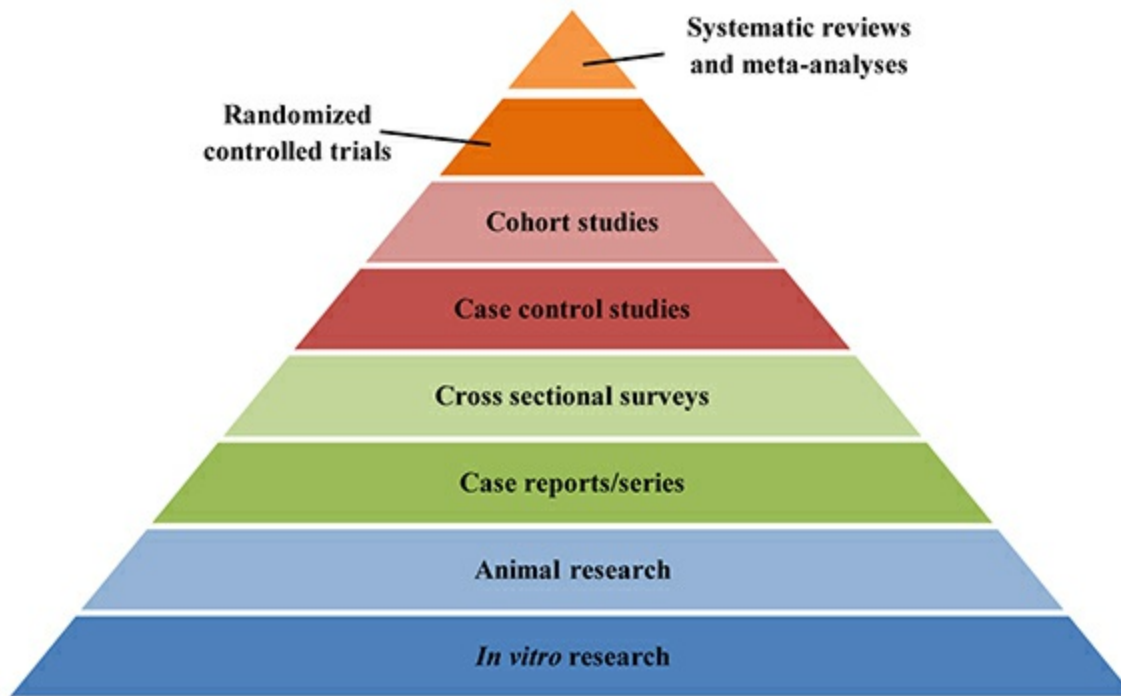 Systematic reviews
and meta-analyses
Randomized
controlled trials
Cohort studies
Case control studies
Cross sectional surveys
Case reports/series
Animal research
In vitro research